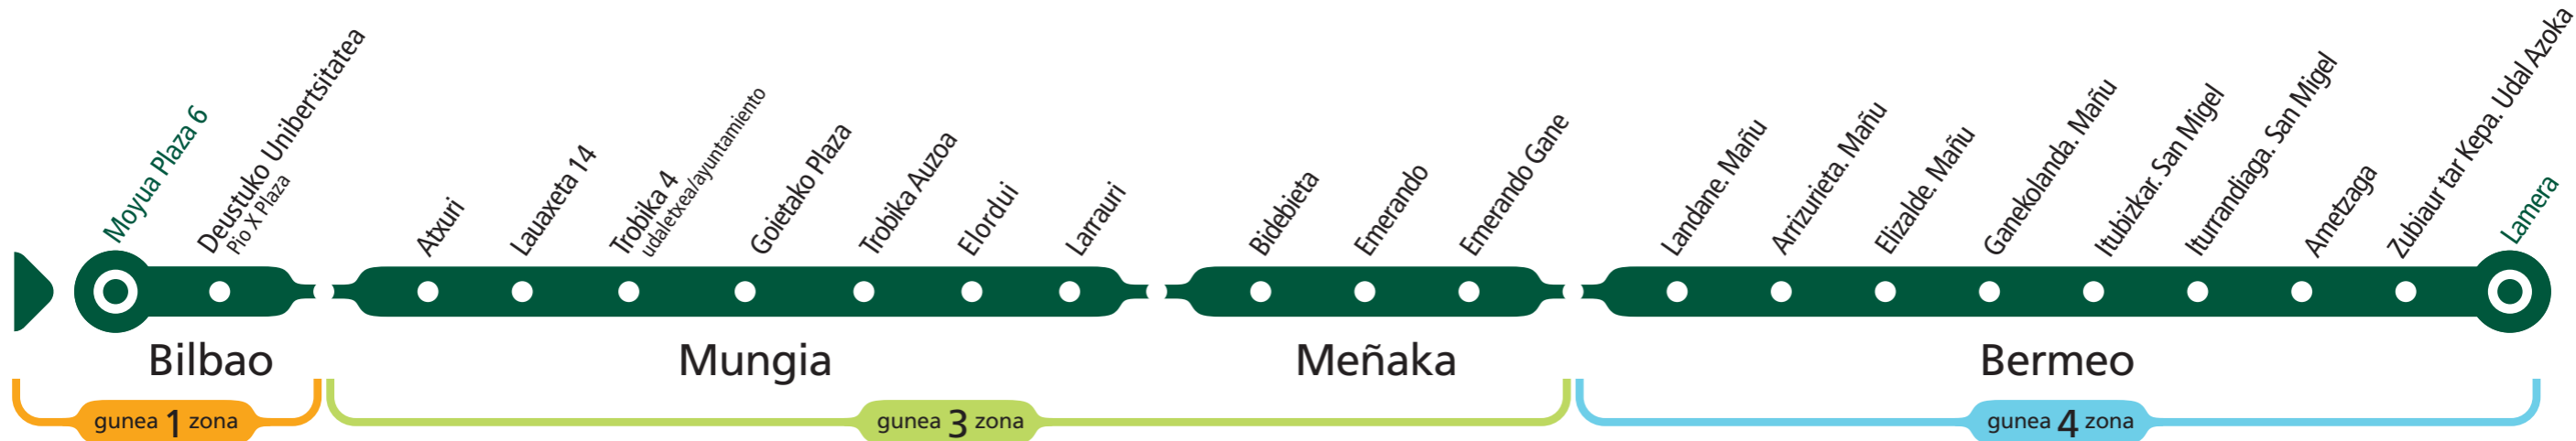 Moyua Plaza 6
Deustuko Unibertsitatea
Pio X Plaza
Atxuri
Lauaxeta 14
Trobika 4
udaletxea/ayuntamiento
Goietako Plaza
Trobika Auzoa
Elordui
Larrauri
Bidebieta
Emerando
Emerando Gane
Landane. Mañu
Arrizurieta. Mañu
Elizalde. Mañu
Ganekolanda. Mañu
Itubizkar. San Migel
Iturrandiaga. San Migel
Ametzaga
Zubiaur tar Kepa. Udal Azoka
Lamera
Bilbao
Mungia
Meñaka
Bermeo
gunea 1 zona
gunea 3 zona
gunea 4 zona